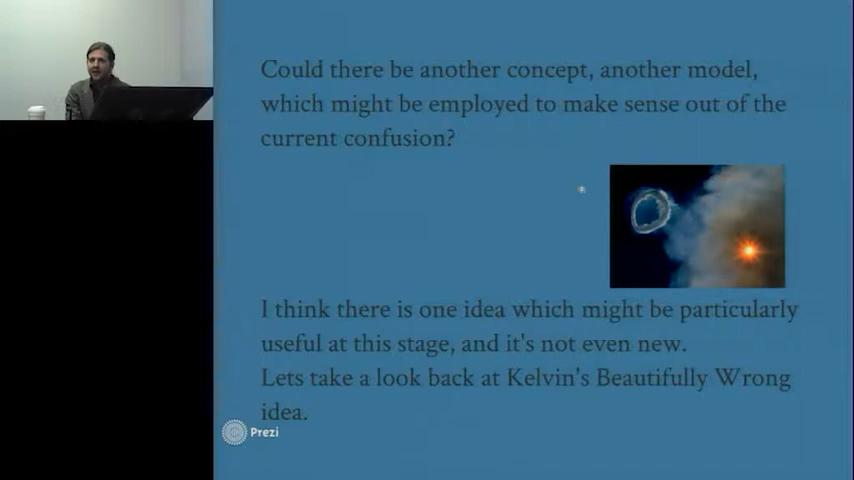 Could there be another concept, another model,
which might be employed to make sense out of the
current confusion?
I think there is one idea which might be particularly
useful at this stage, and it's not even new.
Lets take a look back at Kelvin's Beautifully Wrong
idea.
Prezi